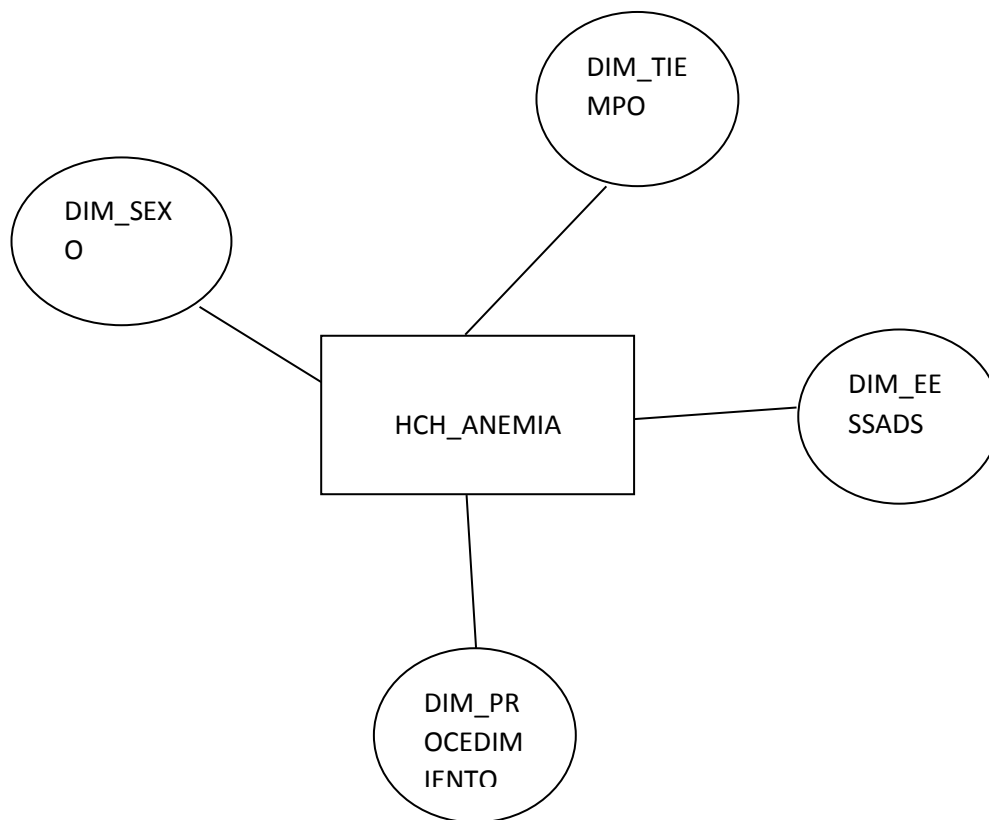 DIM_TIE
MPO
DIM_SEX
O
DIM_EE
SSADS
HCH_ANEMIA
DIM_PR
OCEDIM
IENTO